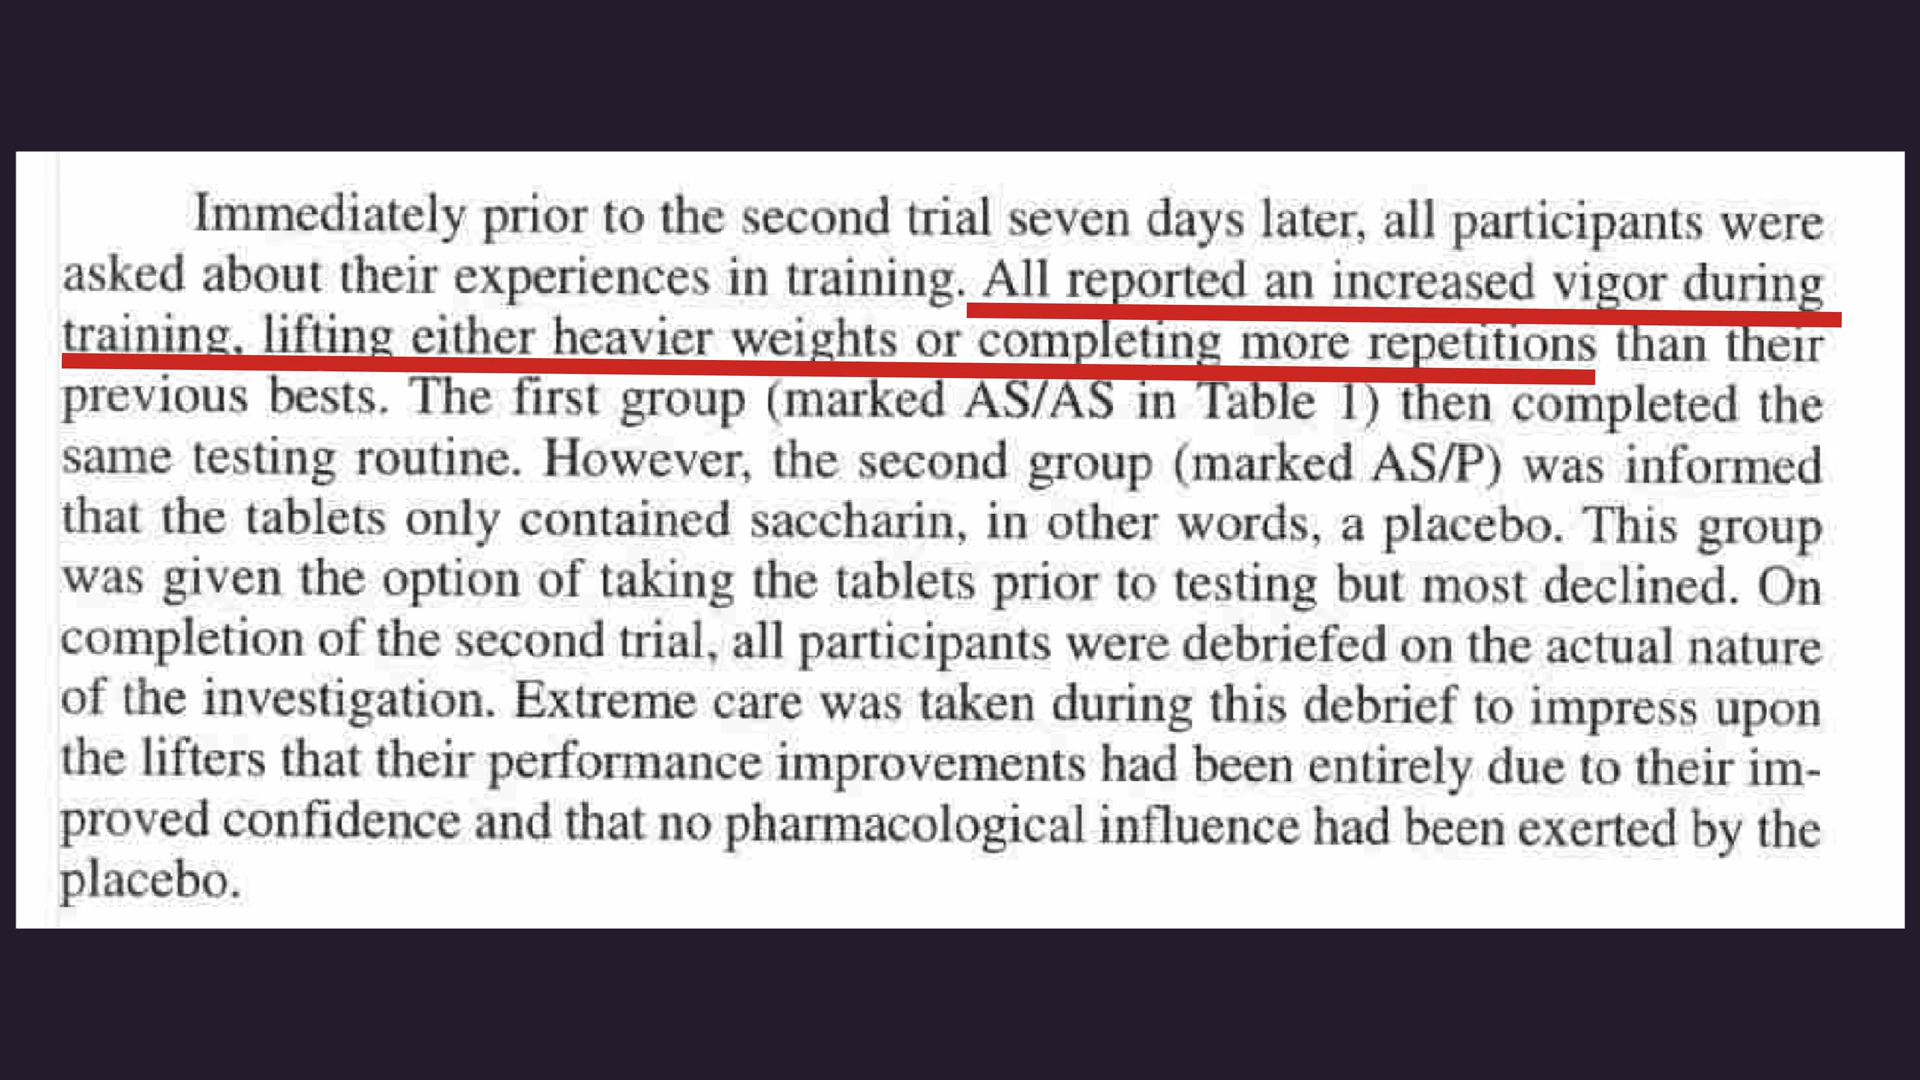 Immediately prior to the second trial seven days later, all participants were
asked about their experiences in training. All reported an increased vigor during
training, lifting either heavier weights or completing more repetitions than their
previous bests. The first group (marked AS/AS in Table 1) then completed the
same testing routine. However, the second group (marked AS/P) was informed
that the tablets only contained saccharin, in other words, a placebo. This group
was given the option of taking the tablets prior to testing but most declined. On
completion of the second trial, all participants were debriefed on the actual nature
of the investigation. Extreme care was taken during this debrief to impress upon
the lifters that their performance improvements had been entirely due to their im-
proved confidence and that no pharmacological influence had been exerted by the
placebo.